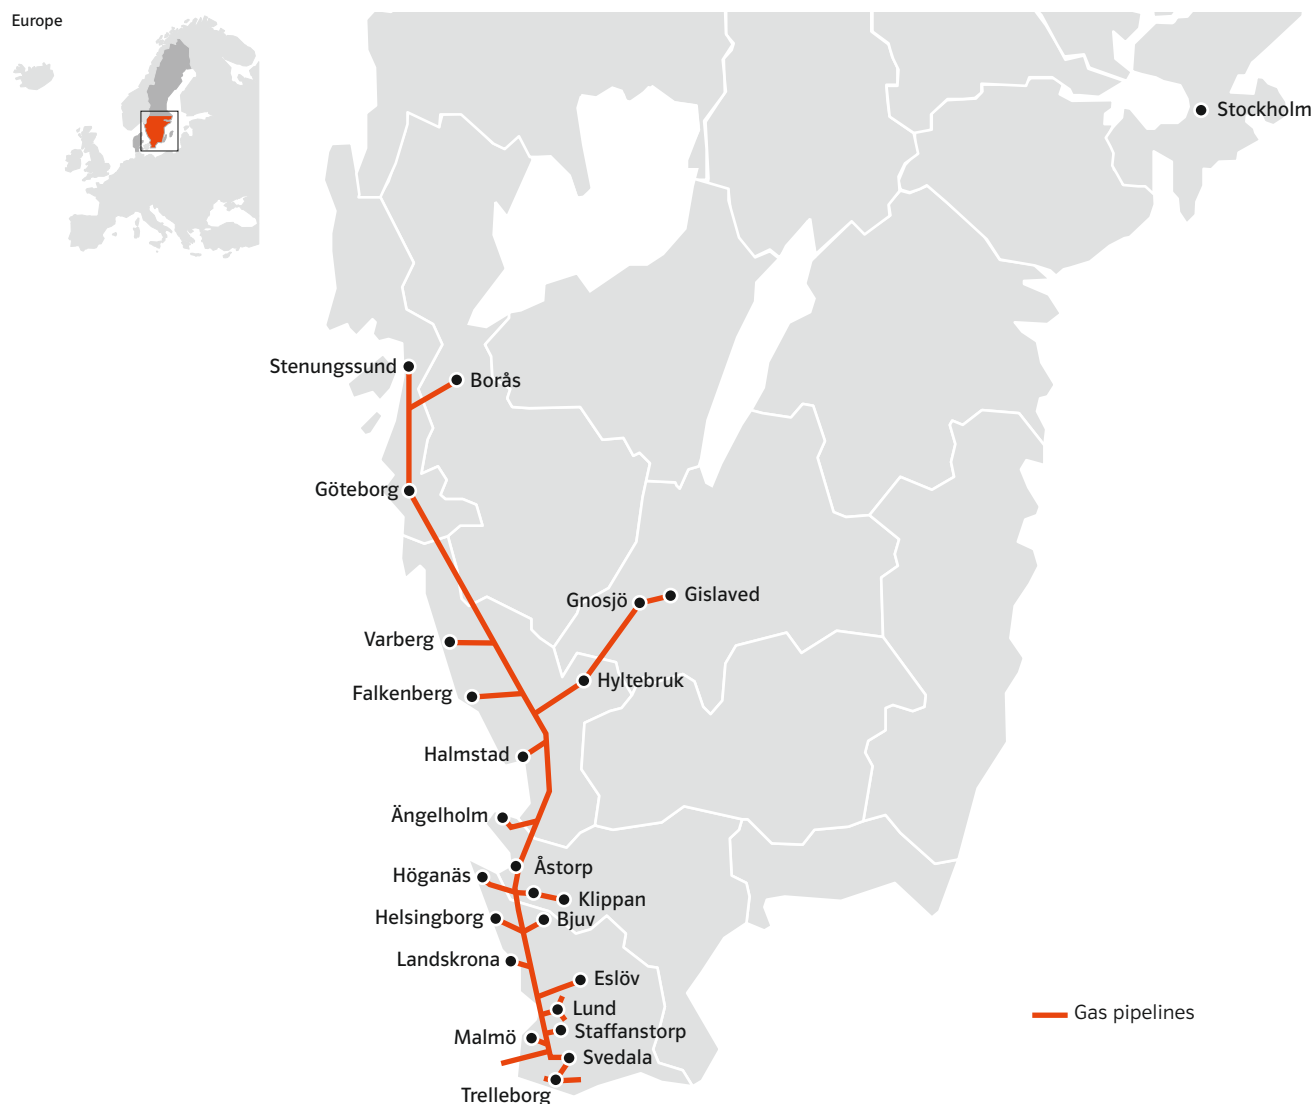 Europe
Stockholm
Stenungssund
Borås
Göteborg
Gnosjö
Gislaved
Varberg
Hyltebruk
Falkenberg
Halmstad
Ängelholm
Åstorp
Höganäs
Klippan
Helsingborg
Bjuv
Landskrona
Eslöv
Lund
Gas pipelines
Staffanstorp
Malmö
Svedala
Trelleborg